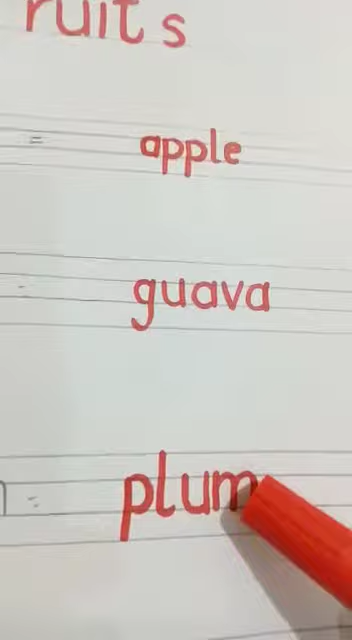 ruits
= apple
guava
plum